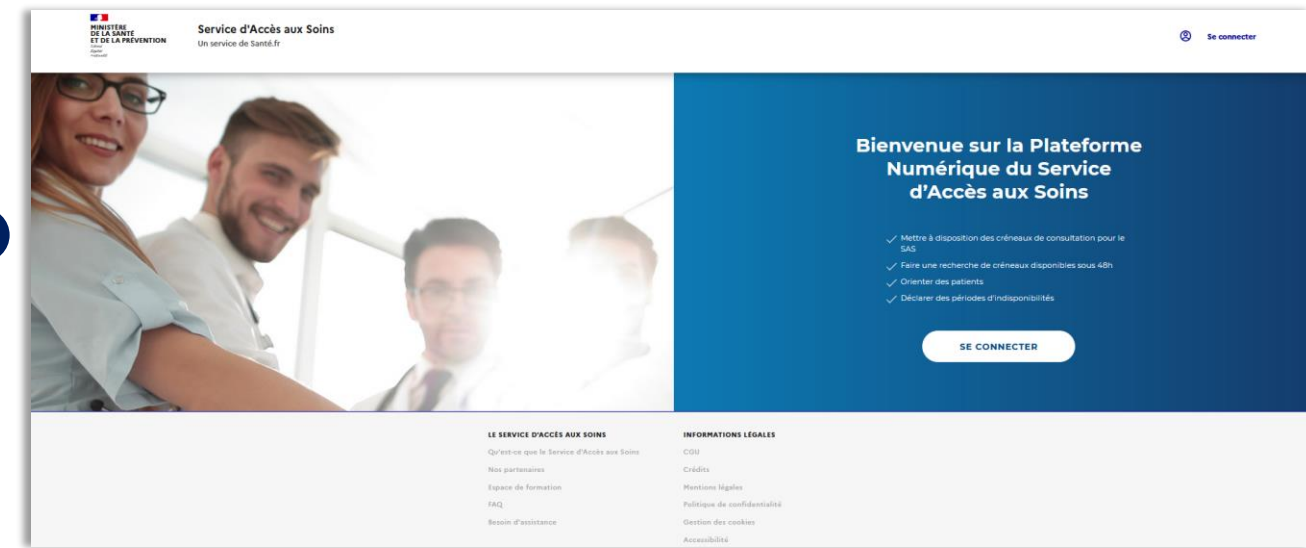 MINISTÈRE
DE LA SANTÉ
ET DE LA PRÉVENTION
Service d'Accès aux Soins
Un service de Santé.fr
Se connecter
Bienvenue sur la Plateforme
Numérique du Service
d'Accès aux Soins
Mettre à disposition des créneaux de consultation pour le
SAS
Faire une recherche de créneaux disponibles sous 48h
Orienter des patients
Déclarer des périodes d'indisponibilités
SE CONNECTER
LE SERVICE D'ACCÈS AUX SOINS
Qu'est-ce que le Service d'Accès aux Soins
Nos partenaires
Espace de formation
FAQ
Besoin d'assistance
INFORMATIONS LÉGALES
CGU
Crédits
Mentions légales
Politique de confidentialité
Gestion des cookies
Accessibilité